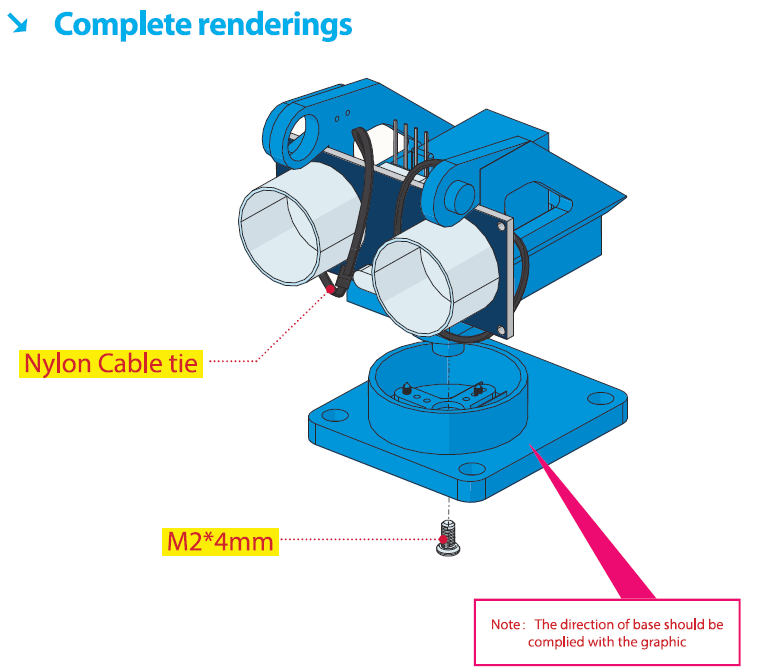 Complete renderings
Nylon Cable tie
M2*4mm
Note: The direction of base should be
complied with the graphic